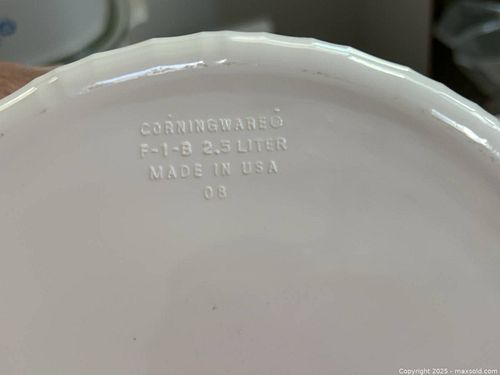 CORNINGWARE®
F-1-B 2.5 LITER
MADE IN USA
08
Copyright 2025 - maxsold.com